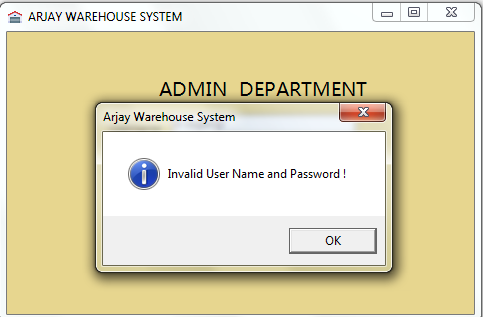 ARJAY WAREHOUSE SYSTEM
ADMIN DEPARTMENT
Arjay Warehouse System
Invalid User Name and Password !
OK